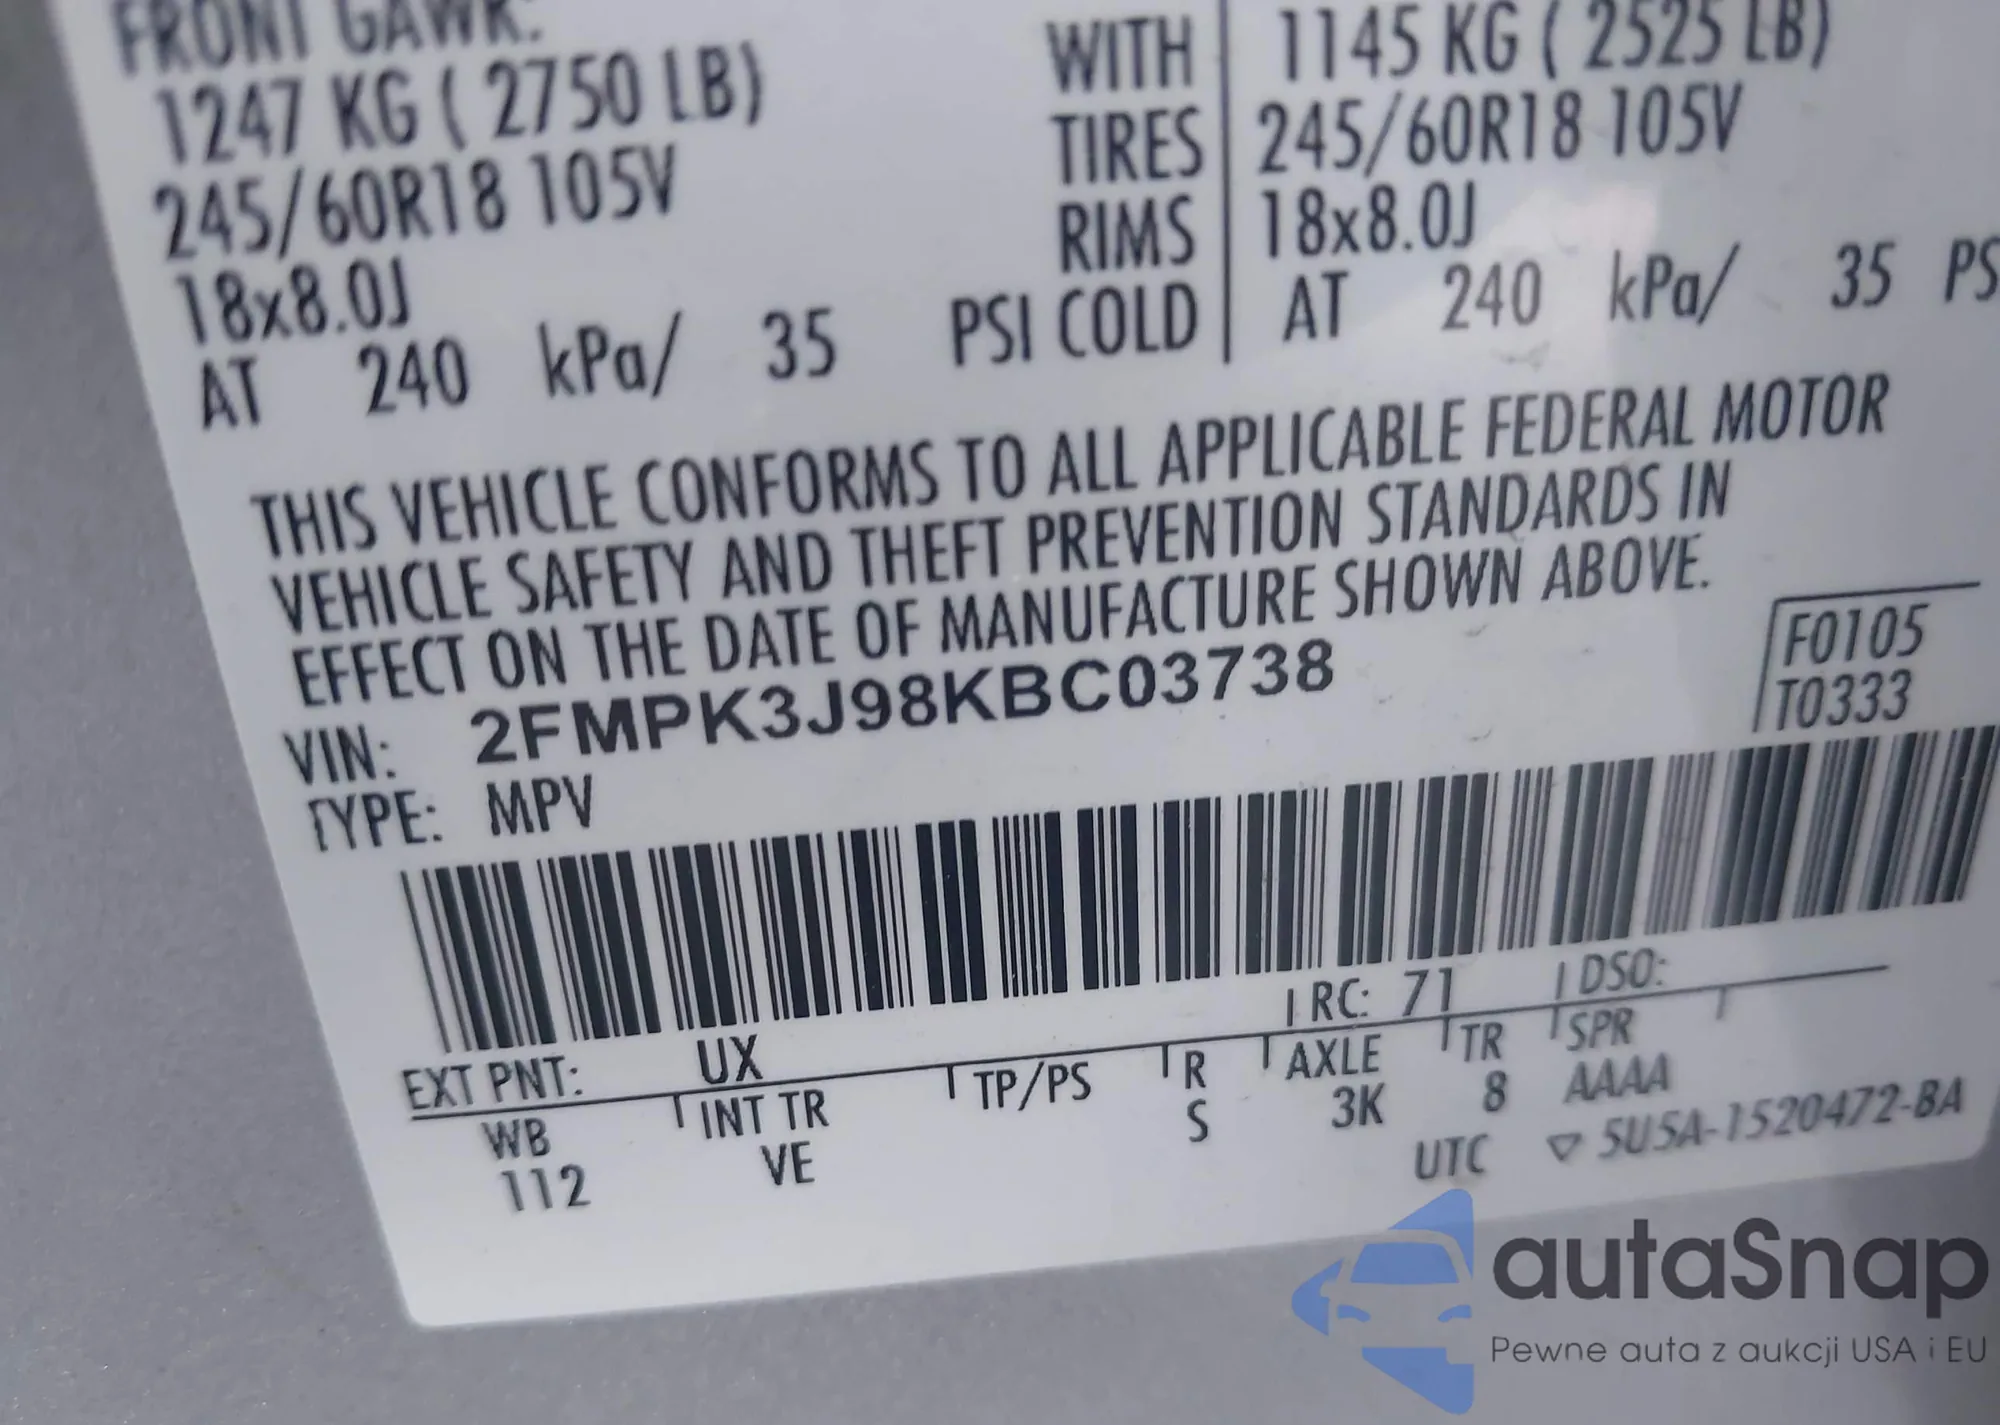 FRONT GAWR:
1247 KG ( 2750 LB)
245/60R18 105V
18x8.0J
AT 240 kPa/ 35 PSI COLD
WITH
TIRES
RIMS
1145 KG ( 2525 LB)
245/60R18 105V
18x8.0J
AT 240 kPa/ 35 PS
THIS VEHICLE CONFORMS TO ALL APPLICABLE FEDERAL MOTOR
VEHICLE SAFETY AND THEFT PREVENTION STANDARDS IN
EFFECT ON THE DATE OF MANUFACTURE SHOWN ABOVE.
VIN: 2FMPK3J98KBC03738
TYPE: MPV
F0105
T0333
EXT PNT: UX RC: 71 DSO:
WB INT TR TP/PS R AXLE TR SPR
112 VE S 3K 8 AAAA
UTC ▽ 5U5A-1520472-BA
autaSnap
Pewne auta z aukcji USA i EU